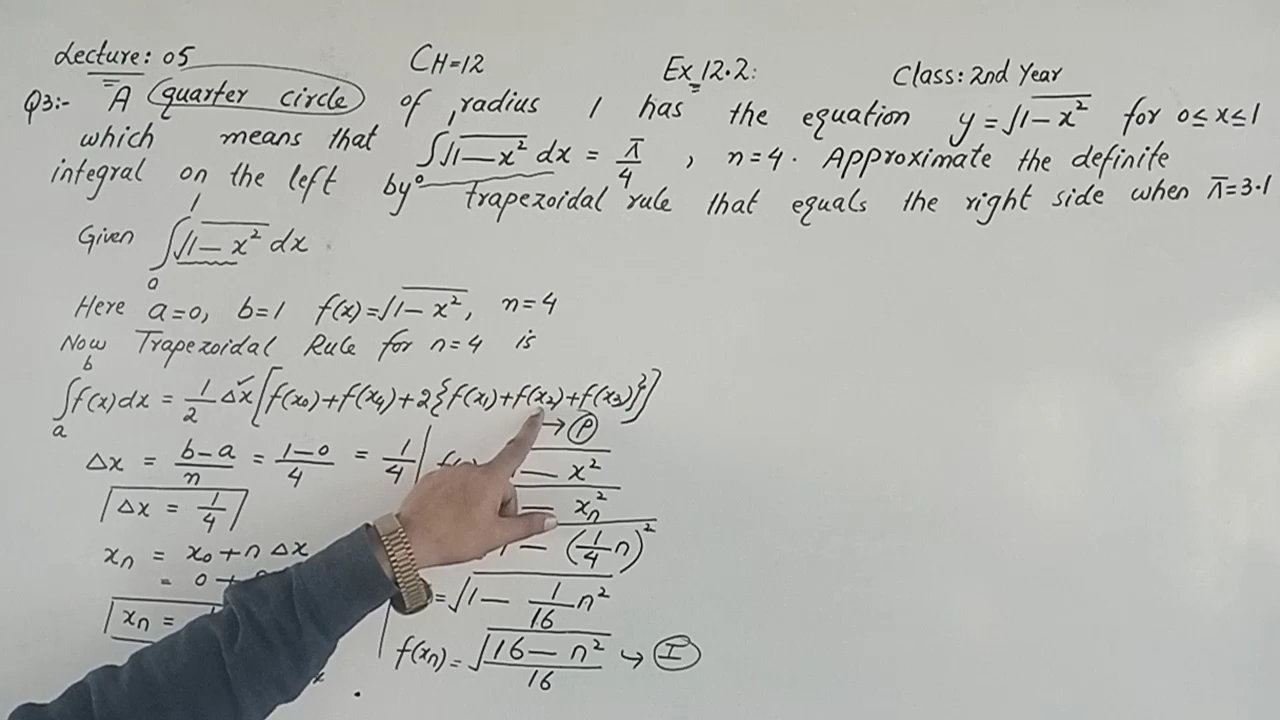 Lecture: 05 CH=12 Ex 12.2: Class: 2nd Year
Q3:- A quarter circle of radius 1 has the equation y = √1 - x² for 0 ≤ x ≤ 1
which means that ∫₀¹ √1 - x² dx = π/4 , n = 4. Approximate the definite
integral on the left by trapezoidal rule that equals the right side when π = 3.1
Given ∫₀¹ √1 - x² dx
Here a = 0, b = 1 f(x) = √1 - x², n = 4
Now Trapezoidal Rule for n = 4 is
∫ₐᵇ f(x) dx = 1/2 Δx [f(x₀) + f(x₄) + 2{f(x₁) + f(x₂) + f(x₃)}]
→ P
Δx = b-a/n = 1-0/4 = 1/4
Δx = 1/4
xₙ = x₀ + n Δx
= 0 +
xₙ =
- x²
- xₙ²
- (1/4 n)²
= √1 - 1/16 n²
f(xₙ) = √16 - n²/16 → I